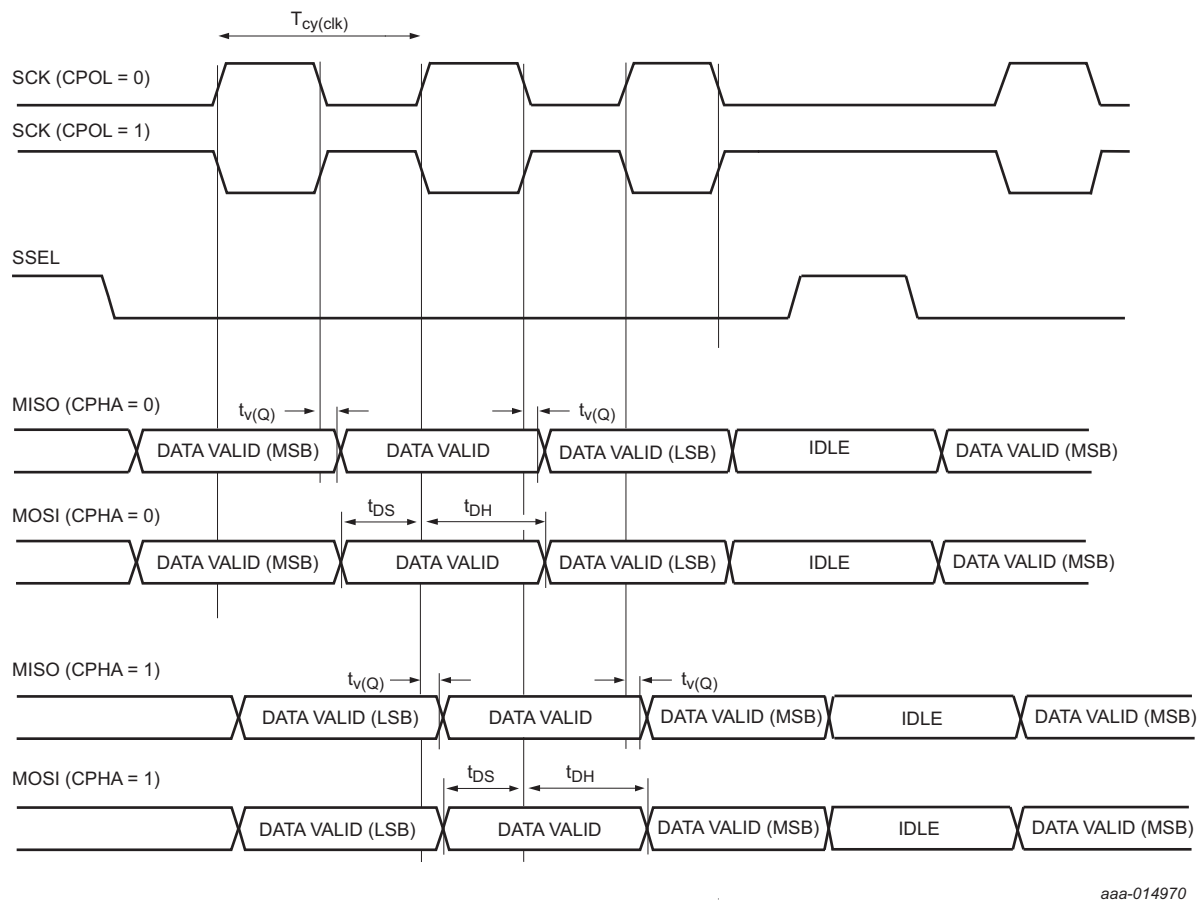 Tcy(clk)
SCK (CPOL = 0)
SCK (CPOL = 1)
SSEL
MISO (CPHA = 0)
tv(Q) tv(Q)
DATA VALID (MSB) DATA VALID DATA VALID (LSB) IDLE DATA VALID (MSB)
tDS tDH
MOSI (CPHA = 0)
DATA VALID (MSB) DATA VALID DATA VALID (LSB) IDLE DATA VALID (MSB)
MISO (CPHA = 1)
tv(Q) tv(Q)
DATA VALID (LSB) DATA VALID DATA VALID (MSB) IDLE DATA VALID (MSB)
tDS tDH
MOSI (CPHA = 1)
DATA VALID (LSB) DATA VALID DATA VALID (MSB) IDLE DATA VALID (MSB)
aaa-014970